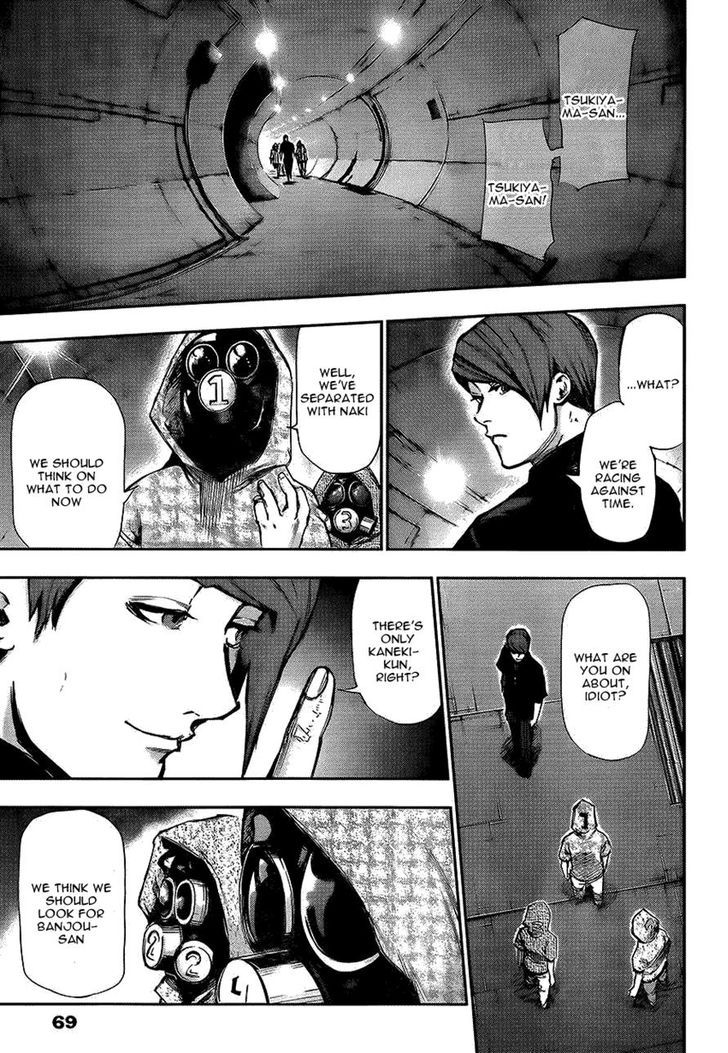 TSUKIYA-
MA-SAN...
TSUKIYA-
MA-SAN!
...WHAT?
WE'RE
RACING
AGAINST
TIME.
WELL,
WE'VE
SEPARATED
WITH NAKI
1
3
WE SHOULD
THINK ON
WHAT TO DO
NOW
WHAT ARE
YOU ON
ABOUT,
IDIOT?
1
THERE'S
ONLY
KANEKI-
KUN,
RIGHT?
WE THINK WE
SHOULD
LOOK FOR
BANJOU-
SAN
2
2
69